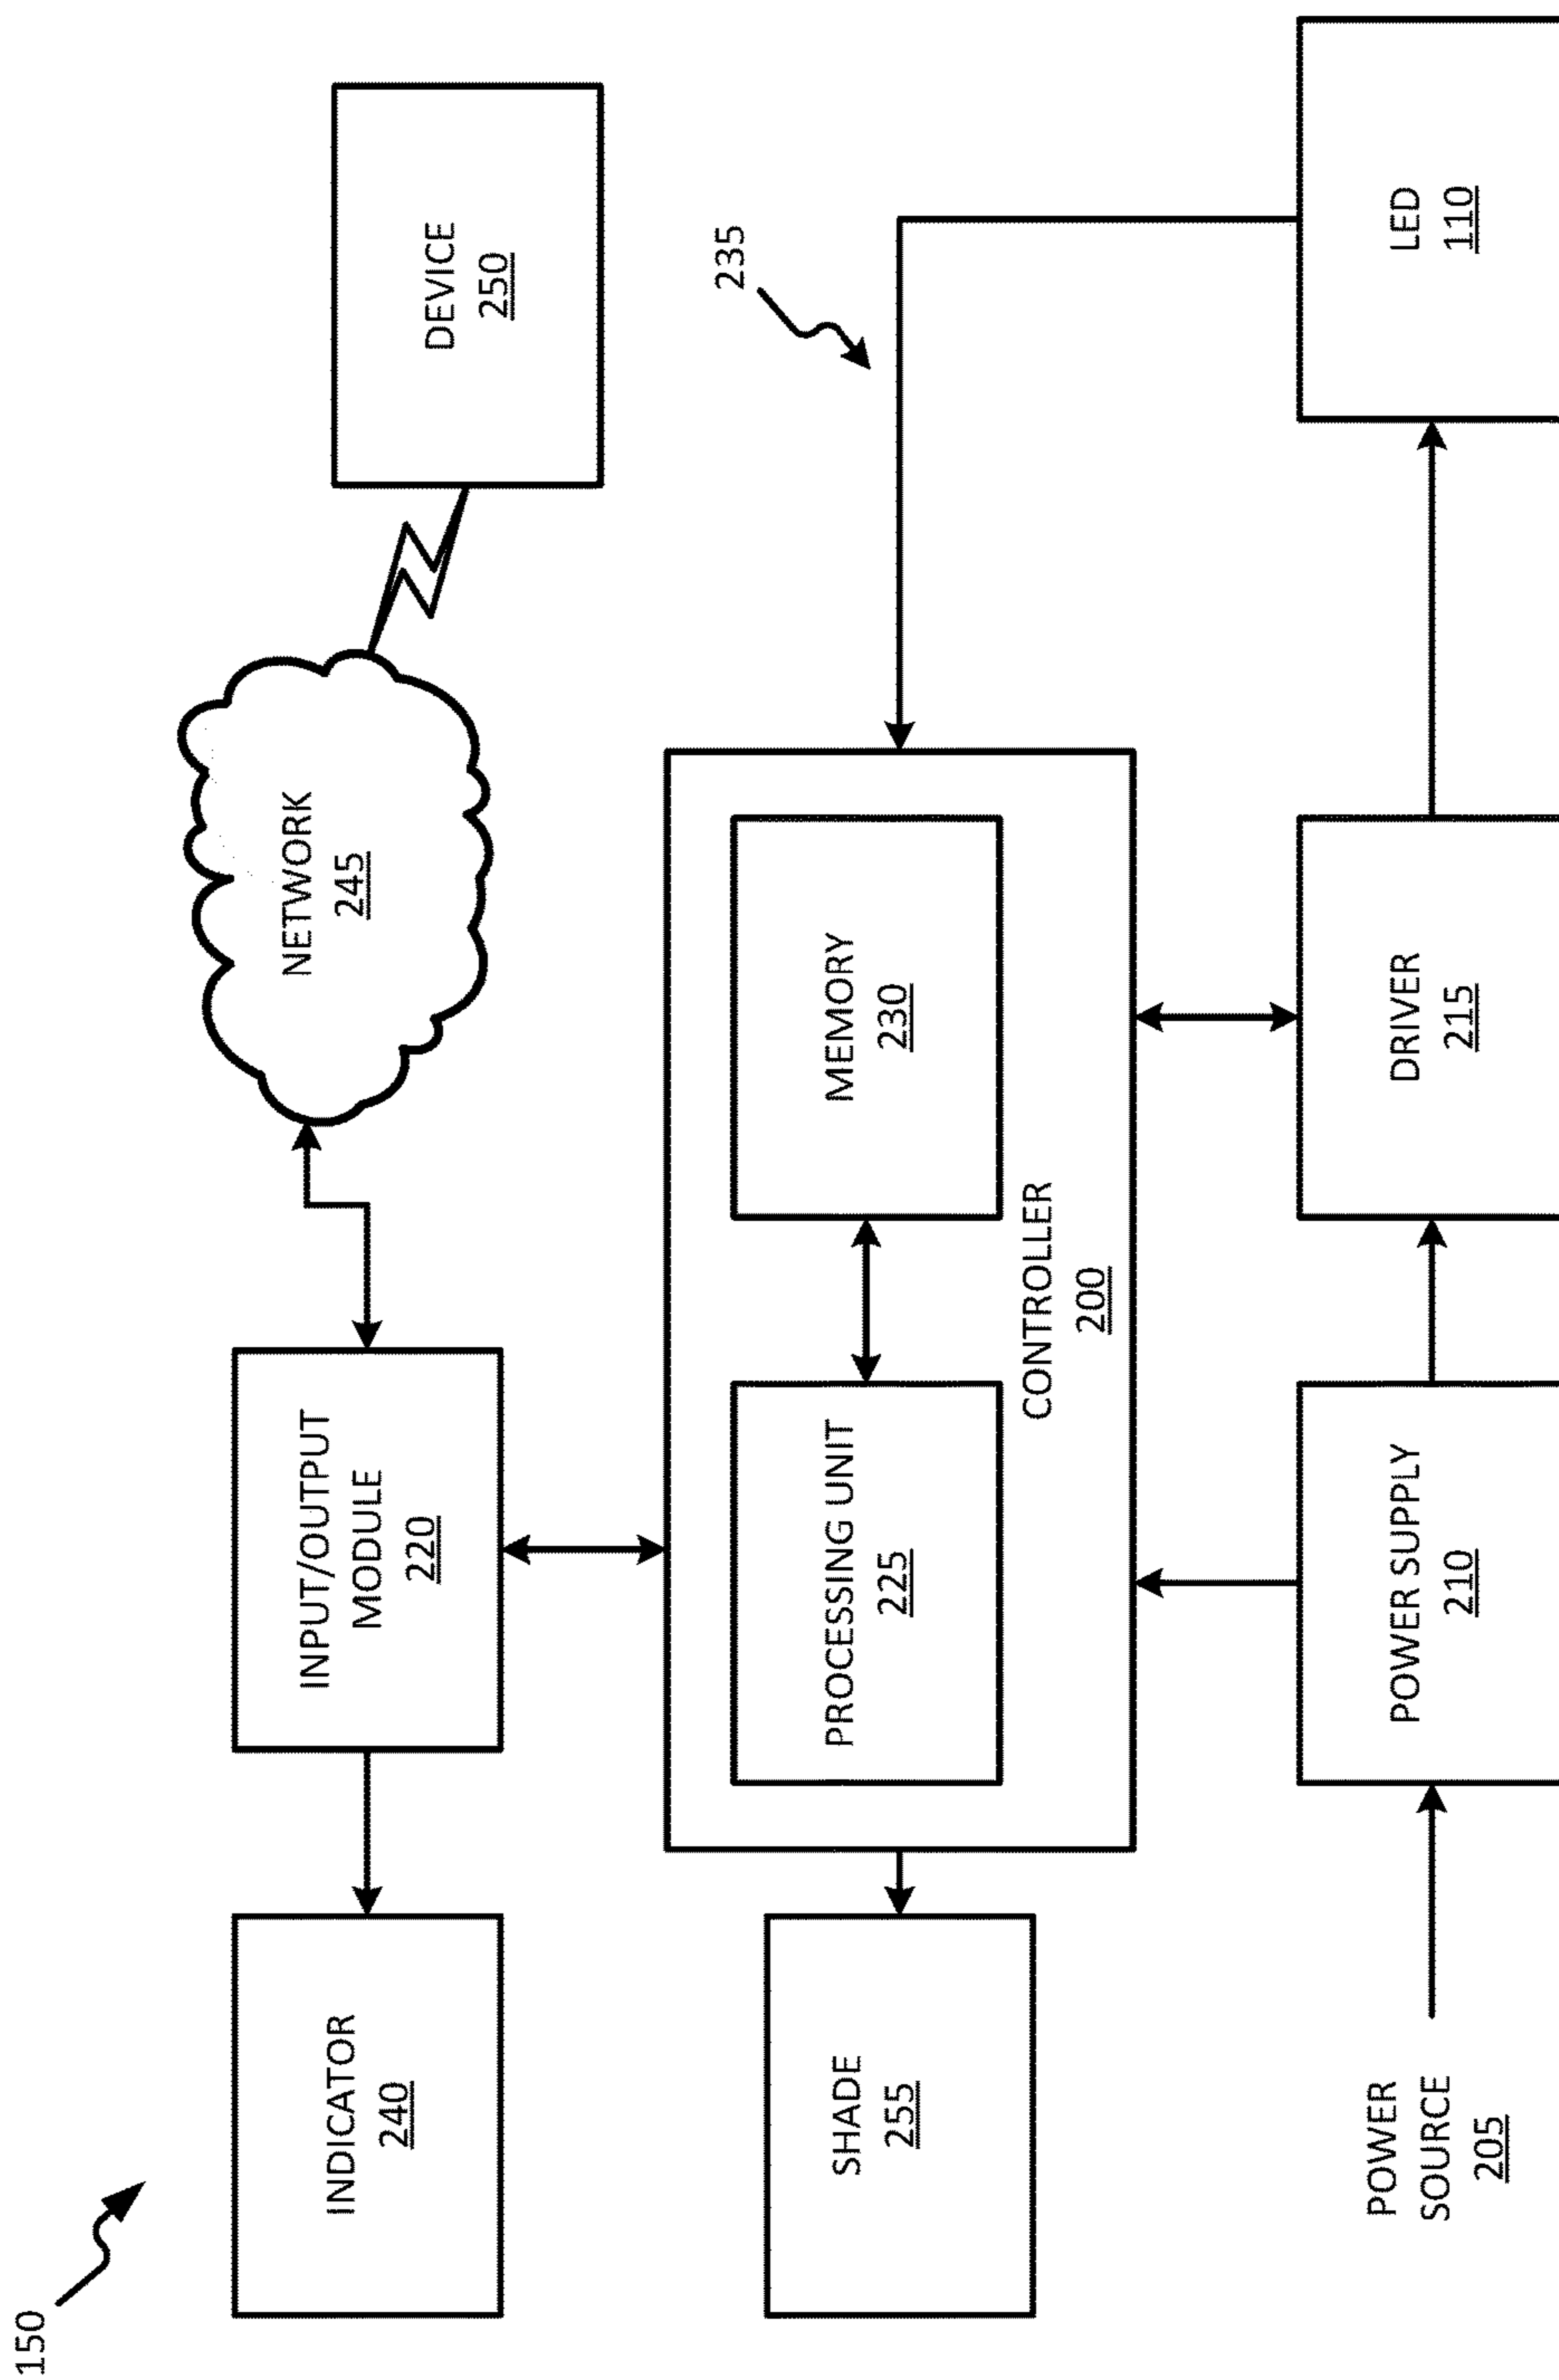 150
INDICATOR
240
INPUT/OUTPUT
MODULE
220
NETWORK
245
DEVICE
250
SHADE
255
PROCESSING UNIT
225
MEMORY
230
CONTROLLER
200
235
POWER
SOURCE
205
POWER SUPPLY
210
DRIVER
215
LED
110